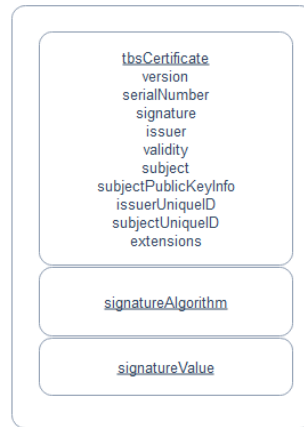 tbsCertificate
version
serialNumber
signature
issuer
validity
subject
subjectPublicKeyInfo
issuerUniqueID
subjectUniqueID
extensions
signatureAlgorithm
signatureValue